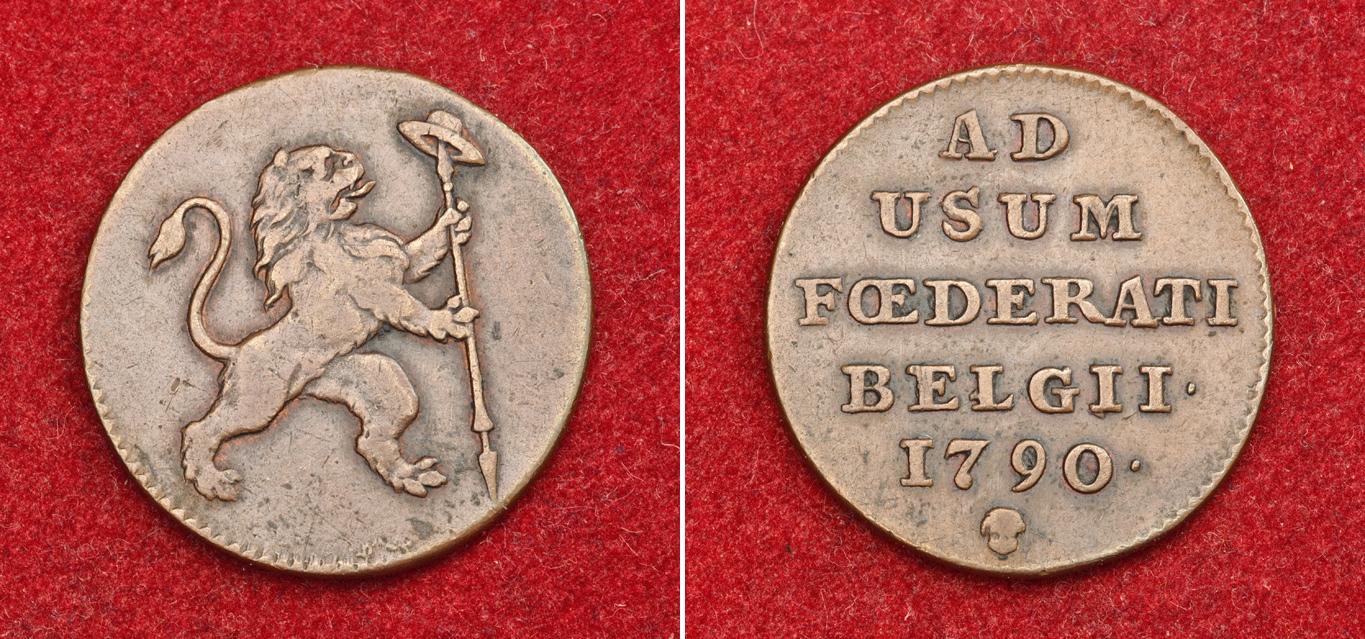 AD
USUM
FŒDERATI
BELGII·
1790·